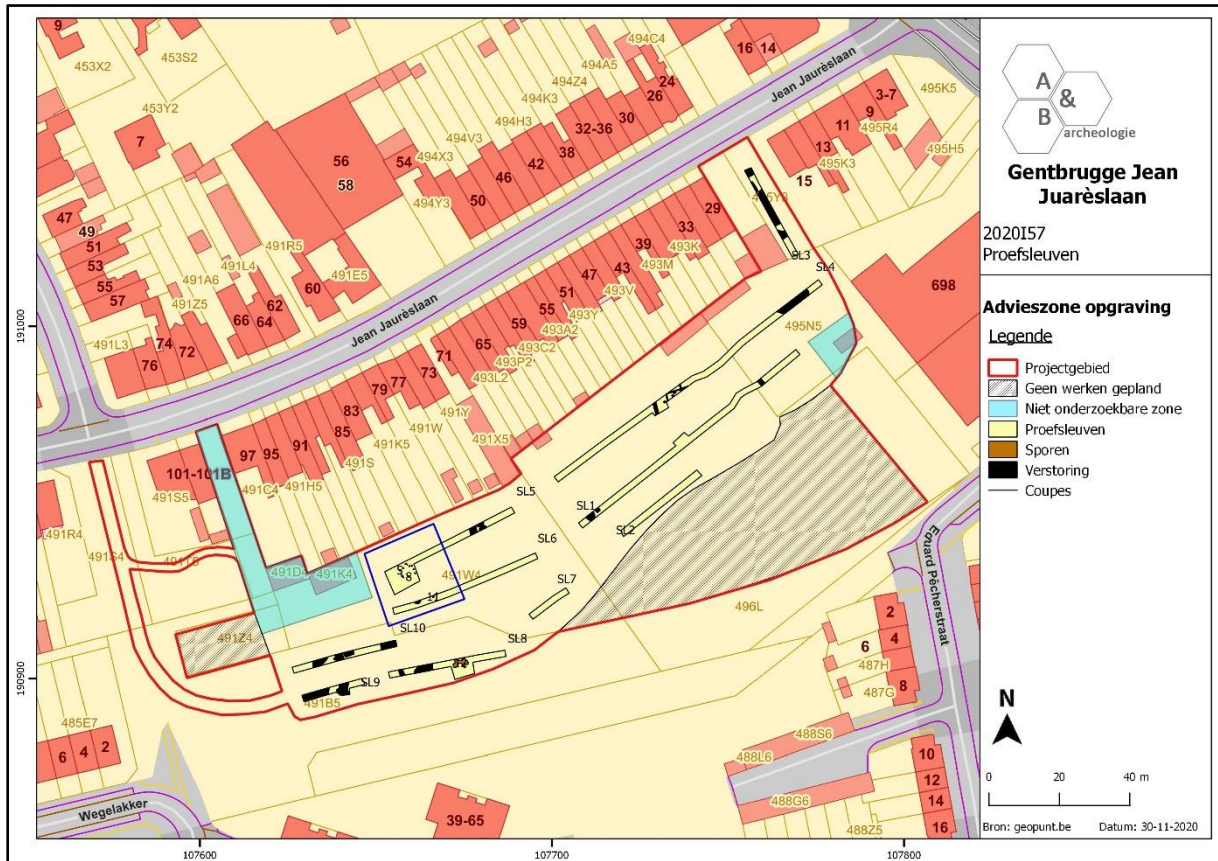 A
&
B
archeologie
Gentbrugge Jean
Juarèslaan
2020I57
Proefsleuven
Advieszone opgraving
Legende
Projectgebied
Geen werken gepland
Niet onderzoekbare zone
Proefsleuven
Sporen
Verstoring
Coupes
N
0 20 40 m
Bron: geopunt.be Datum: 30-11-2020
191000
190900
107600
107700
107800
Jean Jaurèslaan
Jean Jaurèslaan
Wegelakker
Eduard Pêcherstraat
9
453X2
453S2
453Y2
7
47
49
51
53
55
57
491R5
491L4
491A6
491Z5
491E5
491L3
74
76
72
66
62
64
60
56
58
54
494C4
494A5
494Z4
494K3
494H3
494V3
494X3
494Y3
24
26
30
32-36
38
42
46
50
16
14
3-7
9
11
13
15
495K5
495R4
495H5
495K3
698
495N5
29
33
493K
39
493M
43
493V
47
51
493Y
55
493A2
59
493C2
493P2
65
493L2
71
73
77
79
83
85
91
95
97
101-101B
491Y
491X5
491W
491K5
491S
491H5
491C4
491S5
491R4
491S4
491D4
491K4
491W4
491Z4
491B5
SL3
SL4
SL5
SL1
SL2
SL6
SL7
SL10
SL8
SL9
496L
2
4
6
8
487H
487G
488S6
488L6
488G6
488Z5
10
12
14
16
485E7
6
4
2
39-65